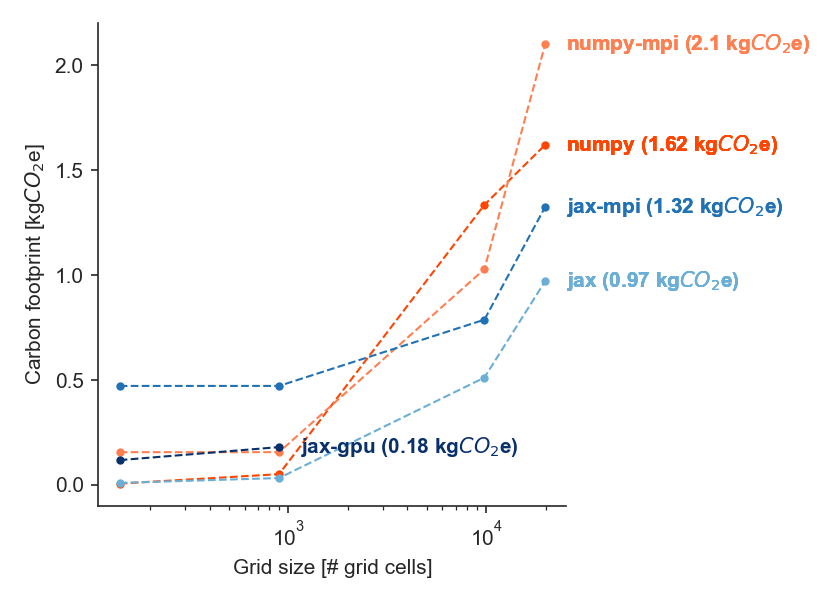 numpy-mpi (2.1 kgCO₂e)
2.0
numpy (1.62 kgCO₂e)
1.5
jax-mpi (1.32 kgCO₂e)
jax (0.97 kgCO₂e)
1.0
Carbon footprint [kgCO₂e]
0.5
jax-gpu (0.18 kgCO₂e)
0.0
10³ 10⁴
Grid size [# grid cells]